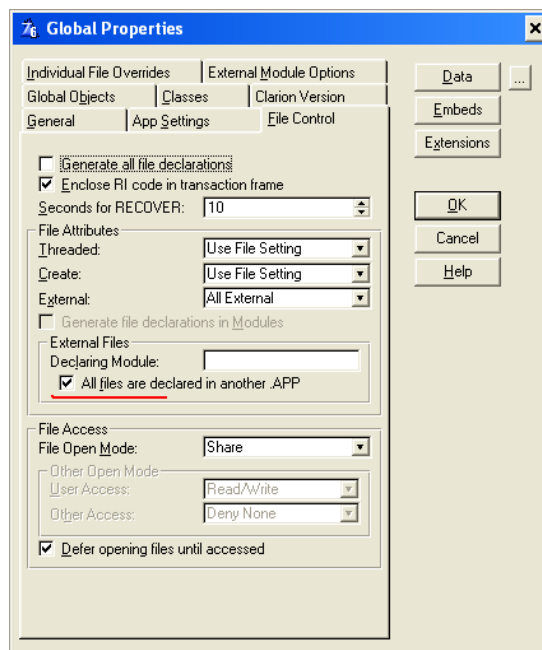 76 Global Properties
Individual File Overrides External Module Options
Data ...
Global Objects Classes Clarion Version
Embeds
General App Settings File Control
Extensions
Generate all file declarations
Enclose RI code in transaction frame
Seconds for RECOVER: 10
OK
File Attributes
Threaded: Use File Setting
Cancel
Create: Use File Setting
Help
External: All External
Generate file declarations in Modules
External Files
Declaring Module:
All files are declared in another .APP
File Access
File Open Mode: Share
Other Open Mode
User Access: Read/Write
Other Access: Deny None
Defer opening files until accessed